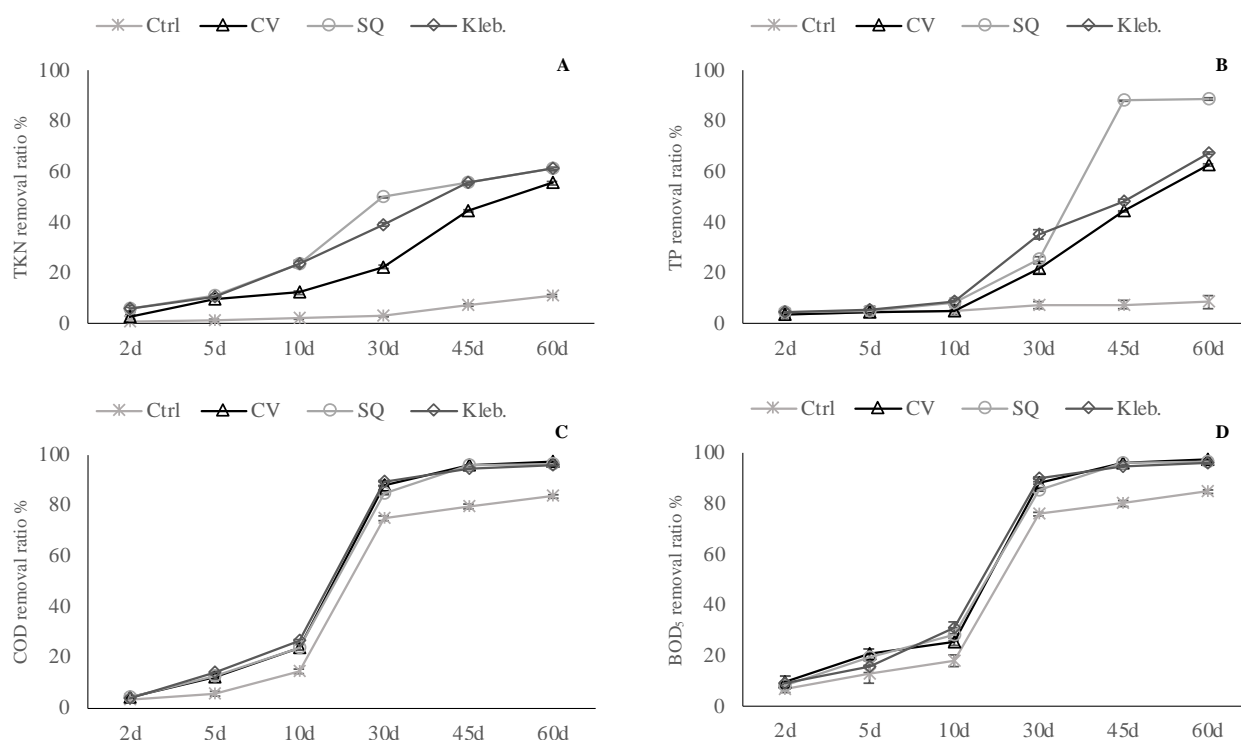 Ctrl CV SQ Kleb.
A
100
80
60
40
20
0
TKN removal ratio %
2d 5d 10d 30d 45d 60d
Ctrl CV SQ Kleb.
B
100
80
60
40
20
0
TP removal ratio %
2d 5d 10d 30d 45d 60d
Ctrl CV SQ Kleb.
C
100
80
60
40
20
0
COD removal ratio %
2d 5d 10d 30d 45d 60d
Ctrl CV SQ Kleb.
D
100
80
60
40
20
0
BOD₅ removal ratio %
2d 5d 10d 30d 45d 60d